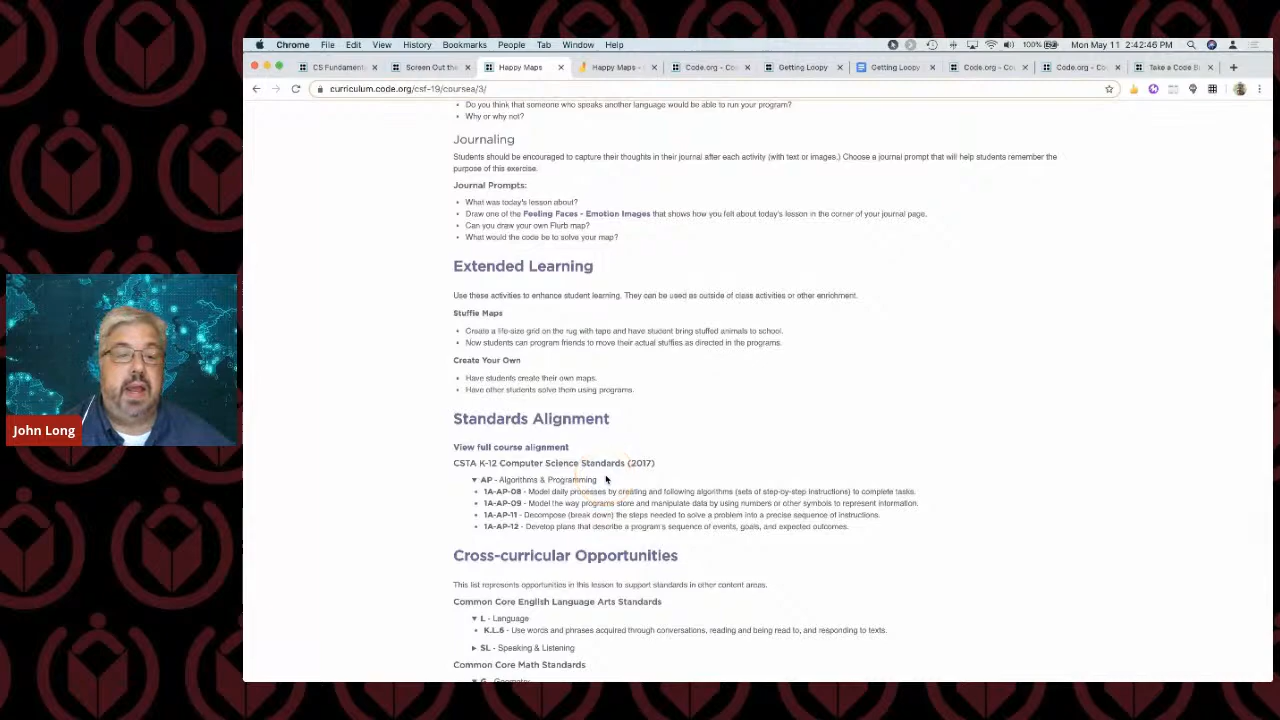 Chrome File Edit View History Bookmarks People Tab Window Help 100% Mon May 11 2:42:46 PM
CS Fundament Screen Out the Happy Maps Happy Maps - Code.org - Co Getting Loopy Getting Loopy Code.org - Co Code.org - Co Take a Code B
curriculum.code.org/csf-19/coursea/3/
• Do you think that someone who speaks another language would be able to run your program?
• Why or why not?
Journaling
Students should be encouraged to capture their thoughts in their journal after each activity (with text or images.) Choose a journal prompt that will help students remember the
purpose of this exercise.
Journal Prompts:
• What was today's lesson about?
• Draw one of the Feeling Faces - Emotion Images that shows how you felt about today's lesson in the corner of your journal page.
• Can you draw your own Flurb map?
• What would the code be to solve your map?
Extended Learning
Use these activities to enhance student learning. They can be used as outside of class activities or other enrichment.
Stuffie Maps
• Create a life-size grid on the rug with tape and have student bring stuffed animals to school.
• Now students can program friends to move their actual stuffies as directed in the programs.
Create Your Own
• Have students create their own maps.
• Have other students solve them using programs.
Standards Alignment
View full course alignment
CSTA K-12 Computer Science Standards (2017)
▼ AP - Algorithms & Programming
• 1A-AP-08 - Model daily processes by creating and following algorithms (sets of step-by-step instructions) to complete tasks.
• 1A-AP-09 - Model the way programs store and manipulate data by using numbers or other symbols to represent information.
• 1A-AP-11 - Decompose (break down) the steps needed to solve a problem into a precise sequence of instructions.
• 1A-AP-12 - Develop plans that describe a program's sequence of events, goals, and expected outcomes.
Cross-curricular Opportunities
This list represents opportunities in this lesson to support standards in other content areas.
Common Core English Language Arts Standards
▼ L - Language
• K.L.6 - Use words and phrases acquired through conversations, reading and being read to, and responding to texts.
▶ SL - Speaking & Listening
Common Core Math Standards
G - Geometry
John Long